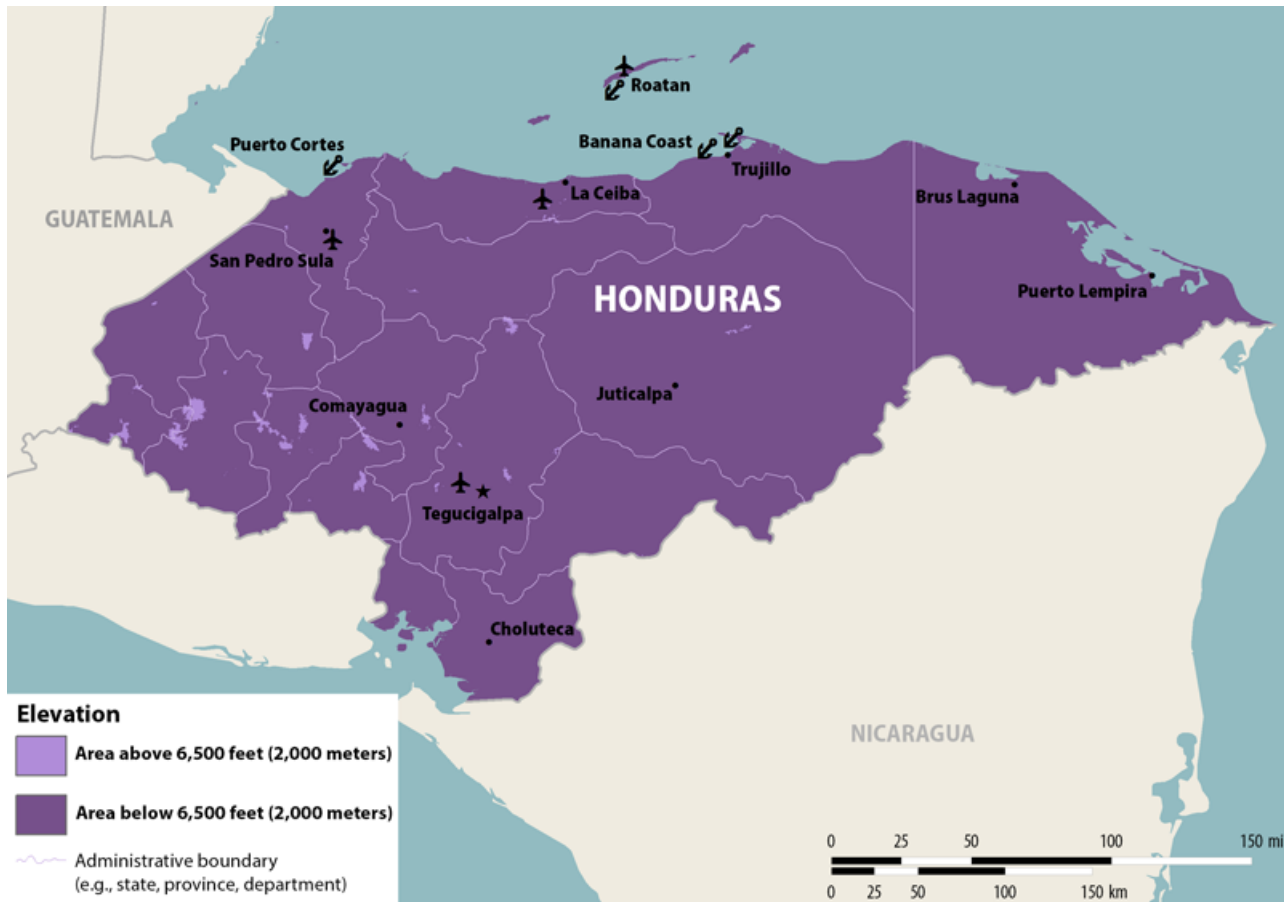 Roatan
Puerto Cortes
Banana Coast
Trujillo
La Ceiba
Brus Laguna
GUATEMALA
San Pedro Sula
HONDURAS
Puerto Lempira
Juticalpa
Comayagua
Tegucigalpa
Choluteca
NICARAGUA
Elevation
Area above 6,500 feet (2,000 meters)
Area below 6,500 feet (2,000 meters)
Administrative boundary
(e.g., state, province, department)
0 25 50 100 150 mi
0 25 50 100 150 km